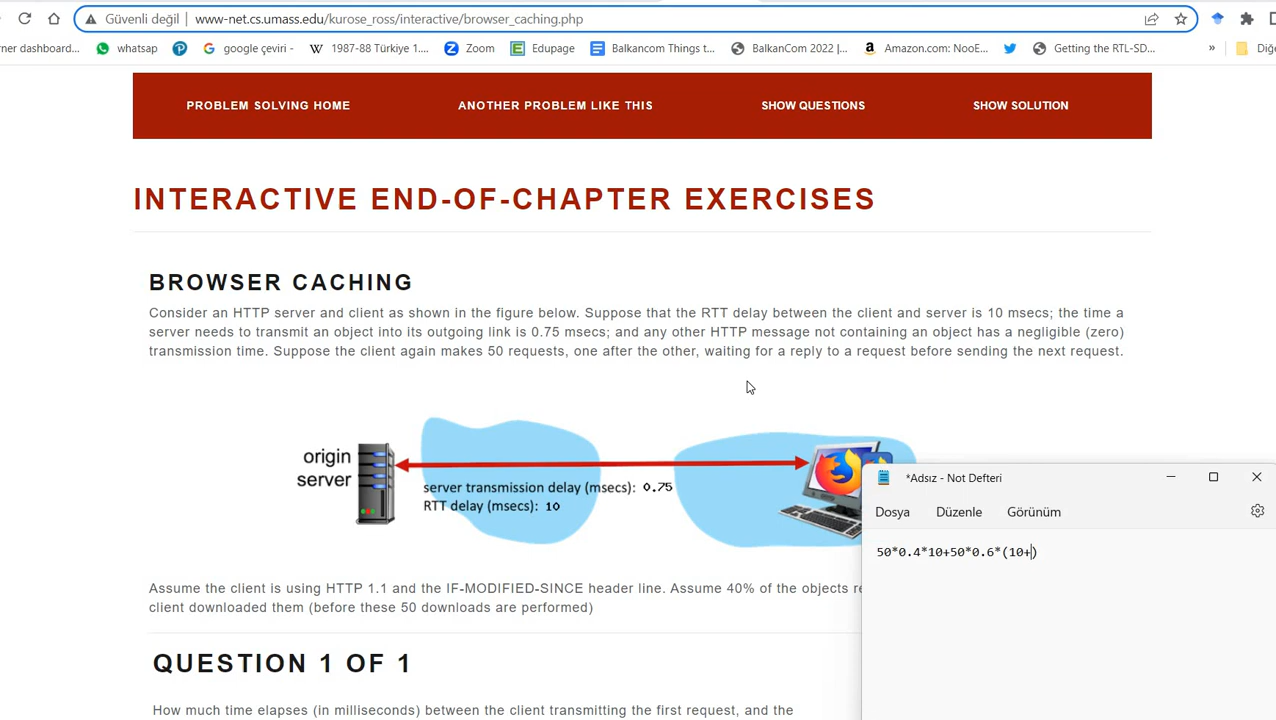 Güvenli değil
www-net.cs.umass.edu/kurose_ross/interactive/browser_caching.php
rner dashboard...
whatsap
google çeviri -
1987-88 Türkiye 1....
Zoom
Edupage
Balkancom Things t...
BalkanCom 2022 |...
Amazon.com: NooE...
Getting the RTL-SD...
»
Diğe
PROBLEM SOLVING HOME
ANOTHER PROBLEM LIKE THIS
SHOW QUESTIONS
SHOW SOLUTION
INTERACTIVE END-OF-CHAPTER EXERCISES
BROWSER CACHING
Consider an HTTP server and client as shown in the figure below. Suppose that the RTT delay between the client and server is 10 msecs; the time a
server needs to transmit an object into its outgoing link is 0.75 msecs; and any other HTTP message not containing an object has a negligible (zero)
transmission time. Suppose the client again makes 50 requests, one after the other, waiting for a reply to a request before sending the next request.
origin
server
server transmission delay (msecs): 0.75
RTT delay (msecs): 10
*Adsız - Not Defteri
Dosya
Düzenle
Görünüm
50*0.4*10+50*0.6*(10+)
Assume the client is using HTTP 1.1 and the IF-MODIFIED-SINCE header line. Assume 40% of the objects re
client downloaded them (before these 50 downloads are performed)
QUESTION 1 OF 1
How much time elapses (in milliseconds) between the client transmitting the first request, and the